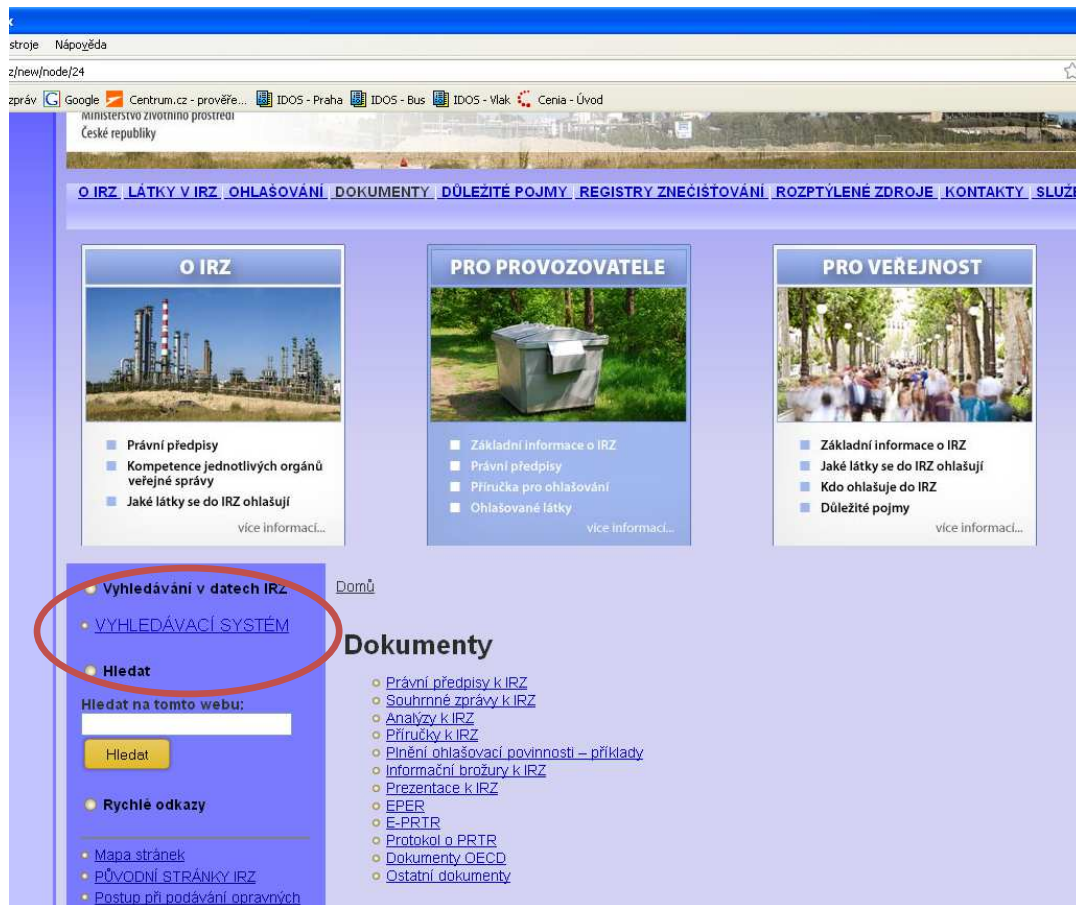 stroje Nápověda
z/new/node/24
zpráv Google Centrum.cz - prověře... IDOS - Praha IDOS - Bus IDOS - Vlak Cenia - Úvod
Ministerstvo životního prostředí
České republiky
O IRZ LÁTKY V IRZ OHLAŠOVÁNÍ DOKUMENTY DŮLEŽITÉ POJMY REGISTRY ZNEČIŠŤOVÁNÍ ROZPTÝLENÉ ZDROJE KONTAKTY
O IRZ
Právní předpisy
Kompetence jednotlivých orgánů
veřejné správy
Jaké látky se do IRZ ohlašují
více informací...
PRO PROVOZOVATELE
Základní informace o IRZ
Právní předpisy
Příručka pro ohlašování
Ohlašované látky
více informací...
PRO VEŘEJNOST
Základní informace o IRZ
Jaké látky se do IRZ ohlašují
Kdo ohlašuje do IRZ
Důležité pojmy
více informací...
Vyhledávání v datech IRZ
VYHLEDÁVACÍ SYSTÉM
Hledat
Hledat na tomto webu:
Hledat
Rychlé odkazy
Mapa stránek
PŮVODNÍ STRÁNKY IRZ
Postup při podávání opravných
Domů
Dokumenty
Právní předpisy k IRZ
Souhrnné zprávy k IRZ
Analýzy k IRZ
Příručky k IRZ
Plnění ohlašovací povinnosti – příklady
Informační brožury k IRZ
Prezentace k IRZ
EPER
E-PRTR
Protokol o PRTR
Dokumenty OECD
Ostatní dokumenty